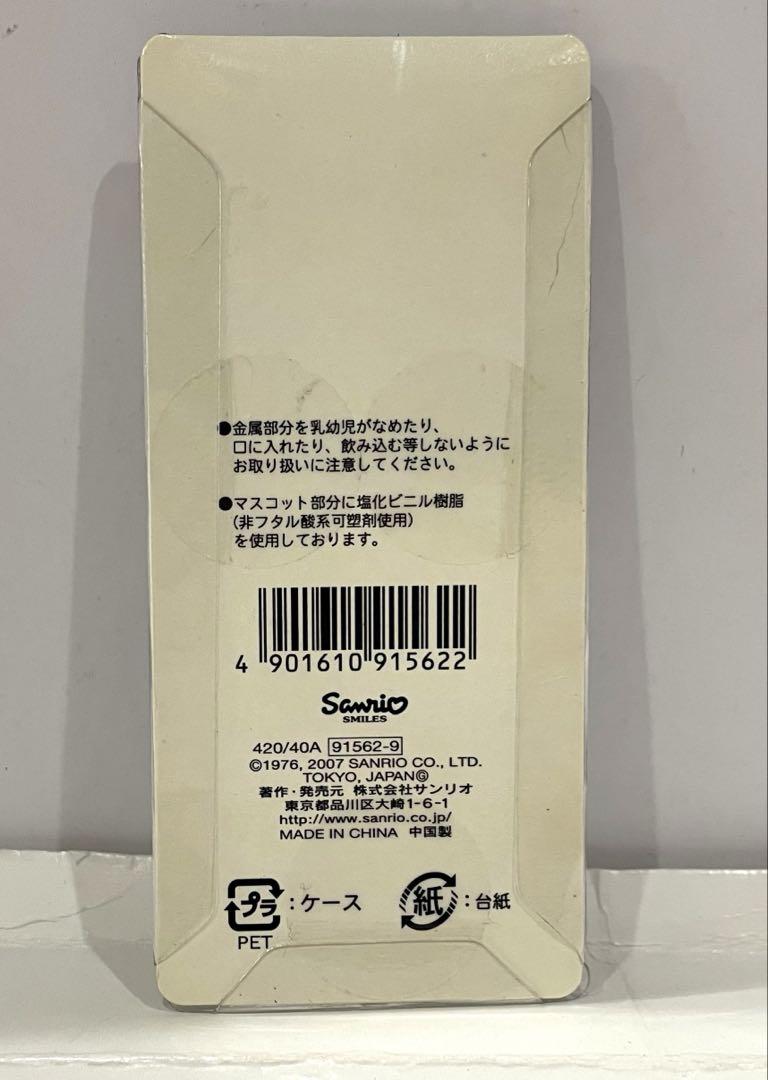 ●金属部分を乳幼児がなめたり、
口に入れたり、飲み込む等しないように
お取り扱いに注意してください。
●マスコット部分に塩化ビニル樹脂
(非フタル酸系可塑剤使用)
を使用しております。
4 901610 915622
Sanrio
SMILES
420/40A 91562-9
©1976, 2007 SANRIO CO., LTD.
TOKYO, JAPAN Ⓖ
著作・発売元 株式会社サンリオ
東京都品川区大崎1-6-1
http://www.sanrio.co.jp/
MADE IN CHINA 中国製
プラ:ケース 紙:台紙
PET